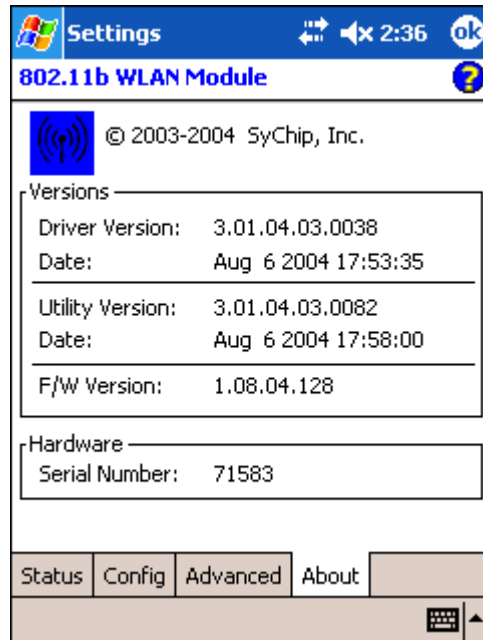 Settings 2:36 ok
802.11b WLAN Module ?
© 2003-2004 SyChip, Inc.
Versions
Driver Version: 3.01.04.03.0038
Date: Aug 6 2004 17:53:35
Utility Version: 3.01.04.03.0082
Date: Aug 6 2004 17:58:00
F/W Version: 1.08.04.128
Hardware
Serial Number: 71583
Status Config Advanced About